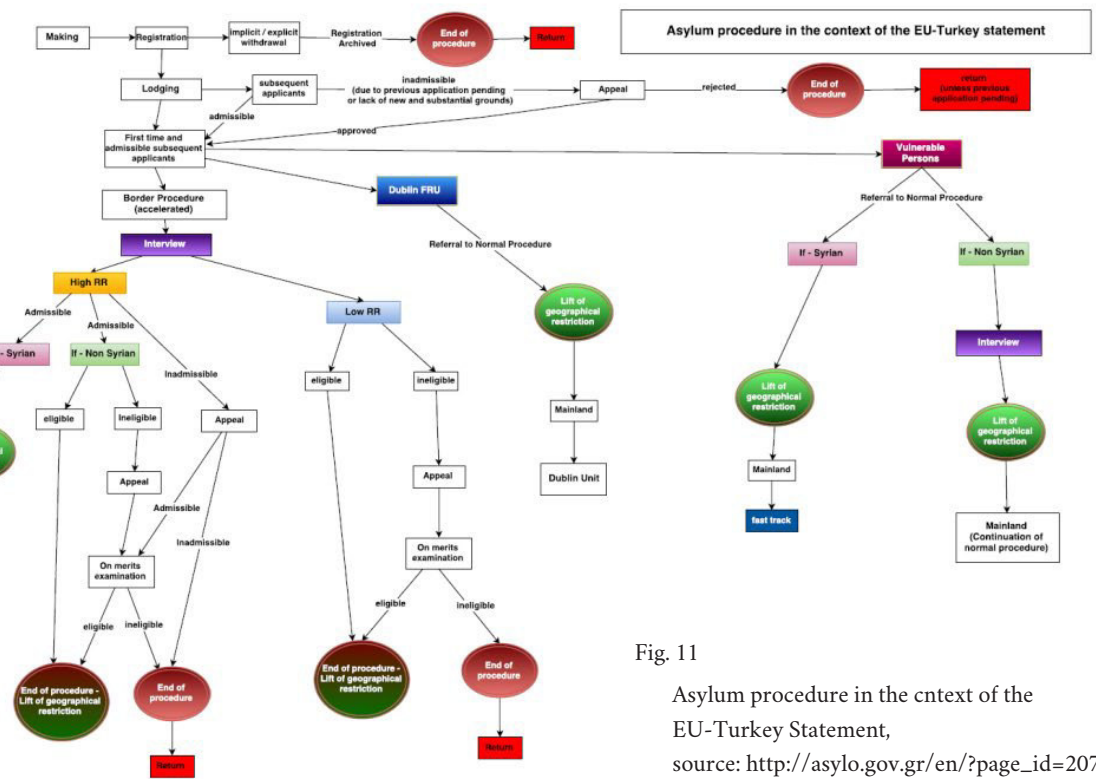 Making
Registration
implicit / explicit
withdrawal
Registration
Archived
End of
procedure
Return
Asylum procedure in the context of the EU-Turkey statement
Lodging
subsequent
applicants
inadmissible
(due to previous application pending
or lack of new and substantial grounds)
Appeal
rejected
End of
procedure
return
(unless previous
application pending)
admissible
approved
First time and
admissible subsequent
applicants
Vulnerable
Persons
Border Procedure
(accelerated)
Dublin FRU
Referral to Normal Procedure
Interview
Referral to Normal Procedure
If - Syrian
If - Non Syrian
High RR
Low RR
Lift of
geographical
restriction
Admissible
Admissible
Inadmissible
- Syrian
If - Non Syrian
Interview
eligible
ineligible
eligible
Ineligible
Appeal
Mainland
Lift of
geographical
restriction
Lift of
geographical
restriction
Appeal
Appeal
Dublin Unit
Mainland
Admissible
Inadmissible
fast track
Mainland
(Continuation of
normal procedure)
On merits
examination
On merits
examination
eligible
ineligible
eligible
ineligible
End of procedure -
Lift of geographical
restriction
End of
procedure
End of procedure -
Lift of geographical
restriction
End of
procedure
Return
Return
Fig. 11
Asylum procedure in the cntext of the
EU-Turkey Statement,
source: http://asylo.gov.gr/en/?page_id=207